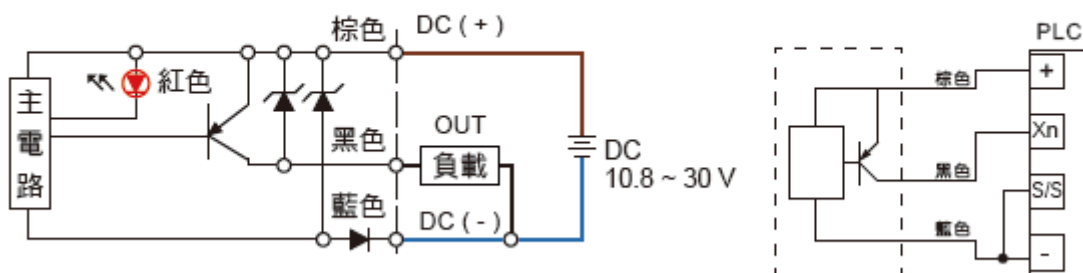 棕色 DC ( + )
紅色
主電路
黑色
OUT
負載
DC
10.8 ~ 30 V
藍色
DC ( - )
PLC
棕色
+
Xn
黑色
S/S
藍色
-